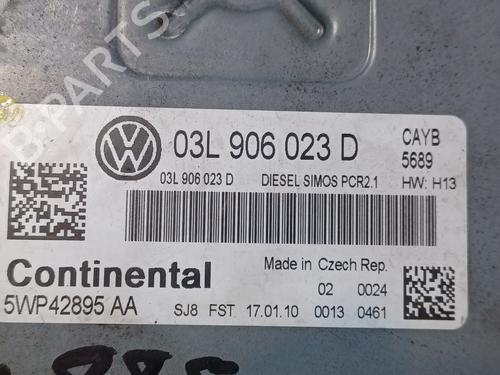 B-PARTS
03L 906 023 D
CAYB
5689
03L 906 023 D DIESEL SIMOS PCR2.1 HW: H13
Continental
Made in Czech Rep.
02 0024
5WP42895 AA
SJ8 FST 17.01.10 0013 0461